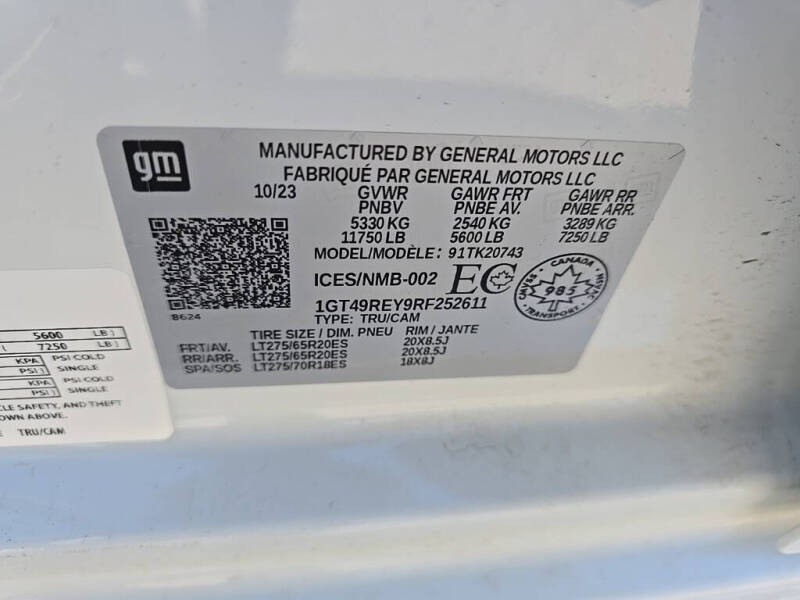 gm
MANUFACTURED BY GENERAL MOTORS LLC
FABRIQUÉ PAR GENERAL MOTORS LLC
10/23 GVWR GAWR FRT GAWR RR
PNBV PNBE AV. PNBE ARR.
5330 KG 2540 KG 3289 KG
11750 LB 5600 LB 7250 LB
MODEL/MODÈLE: 91TK20743
ICES/NMB-002 EC
CANADA
CMVSS 985 NSVAC
TRANSPORT
1GT49REY9RF252611
8624 TYPE: TRU/CAM
TIRE SIZE / DIM. PNEU RIM / JANTE
FRT/AV. LT275/65R20ES 20X8.5J
RR/ARR. LT275/65R20ES 20X8.5J
SPA/SOS LT275/70R18ES 18X8J
5600 LB)
7250 LB)
KPA PSI COLD
PSI) SINGLE
KPA PSI COLD
PSI) SINGLE
CLE SAFETY, AND THEFT
OWN ABOVE.
E TRU/CAM